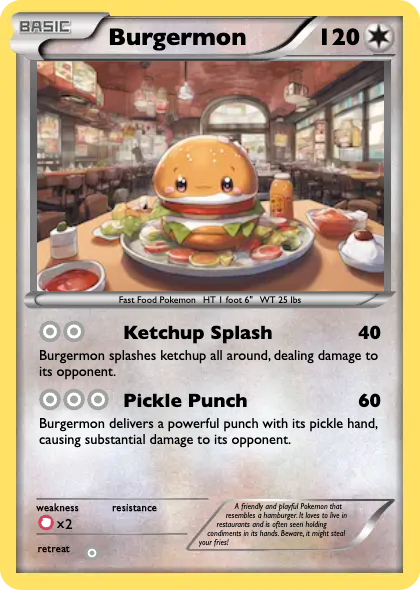 BASIC
Burgermon 120
Fast Food Pokemon HT 1 foot 6" WT 25 lbs
Ketchup Splash 40
Burgermon splashes ketchup all around, dealing damage to
its opponent.
Pickle Punch 60
Burgermon delivers a powerful punch with its pickle hand,
causing substantial damage to its opponent.
weakness resistance
x2
retreat
A friendly and playful Pokemon that
resembles a hamburger. It loves to live in
restaurants and is often seen holding
condiments in its hands. Beware, it might steal
your fries!